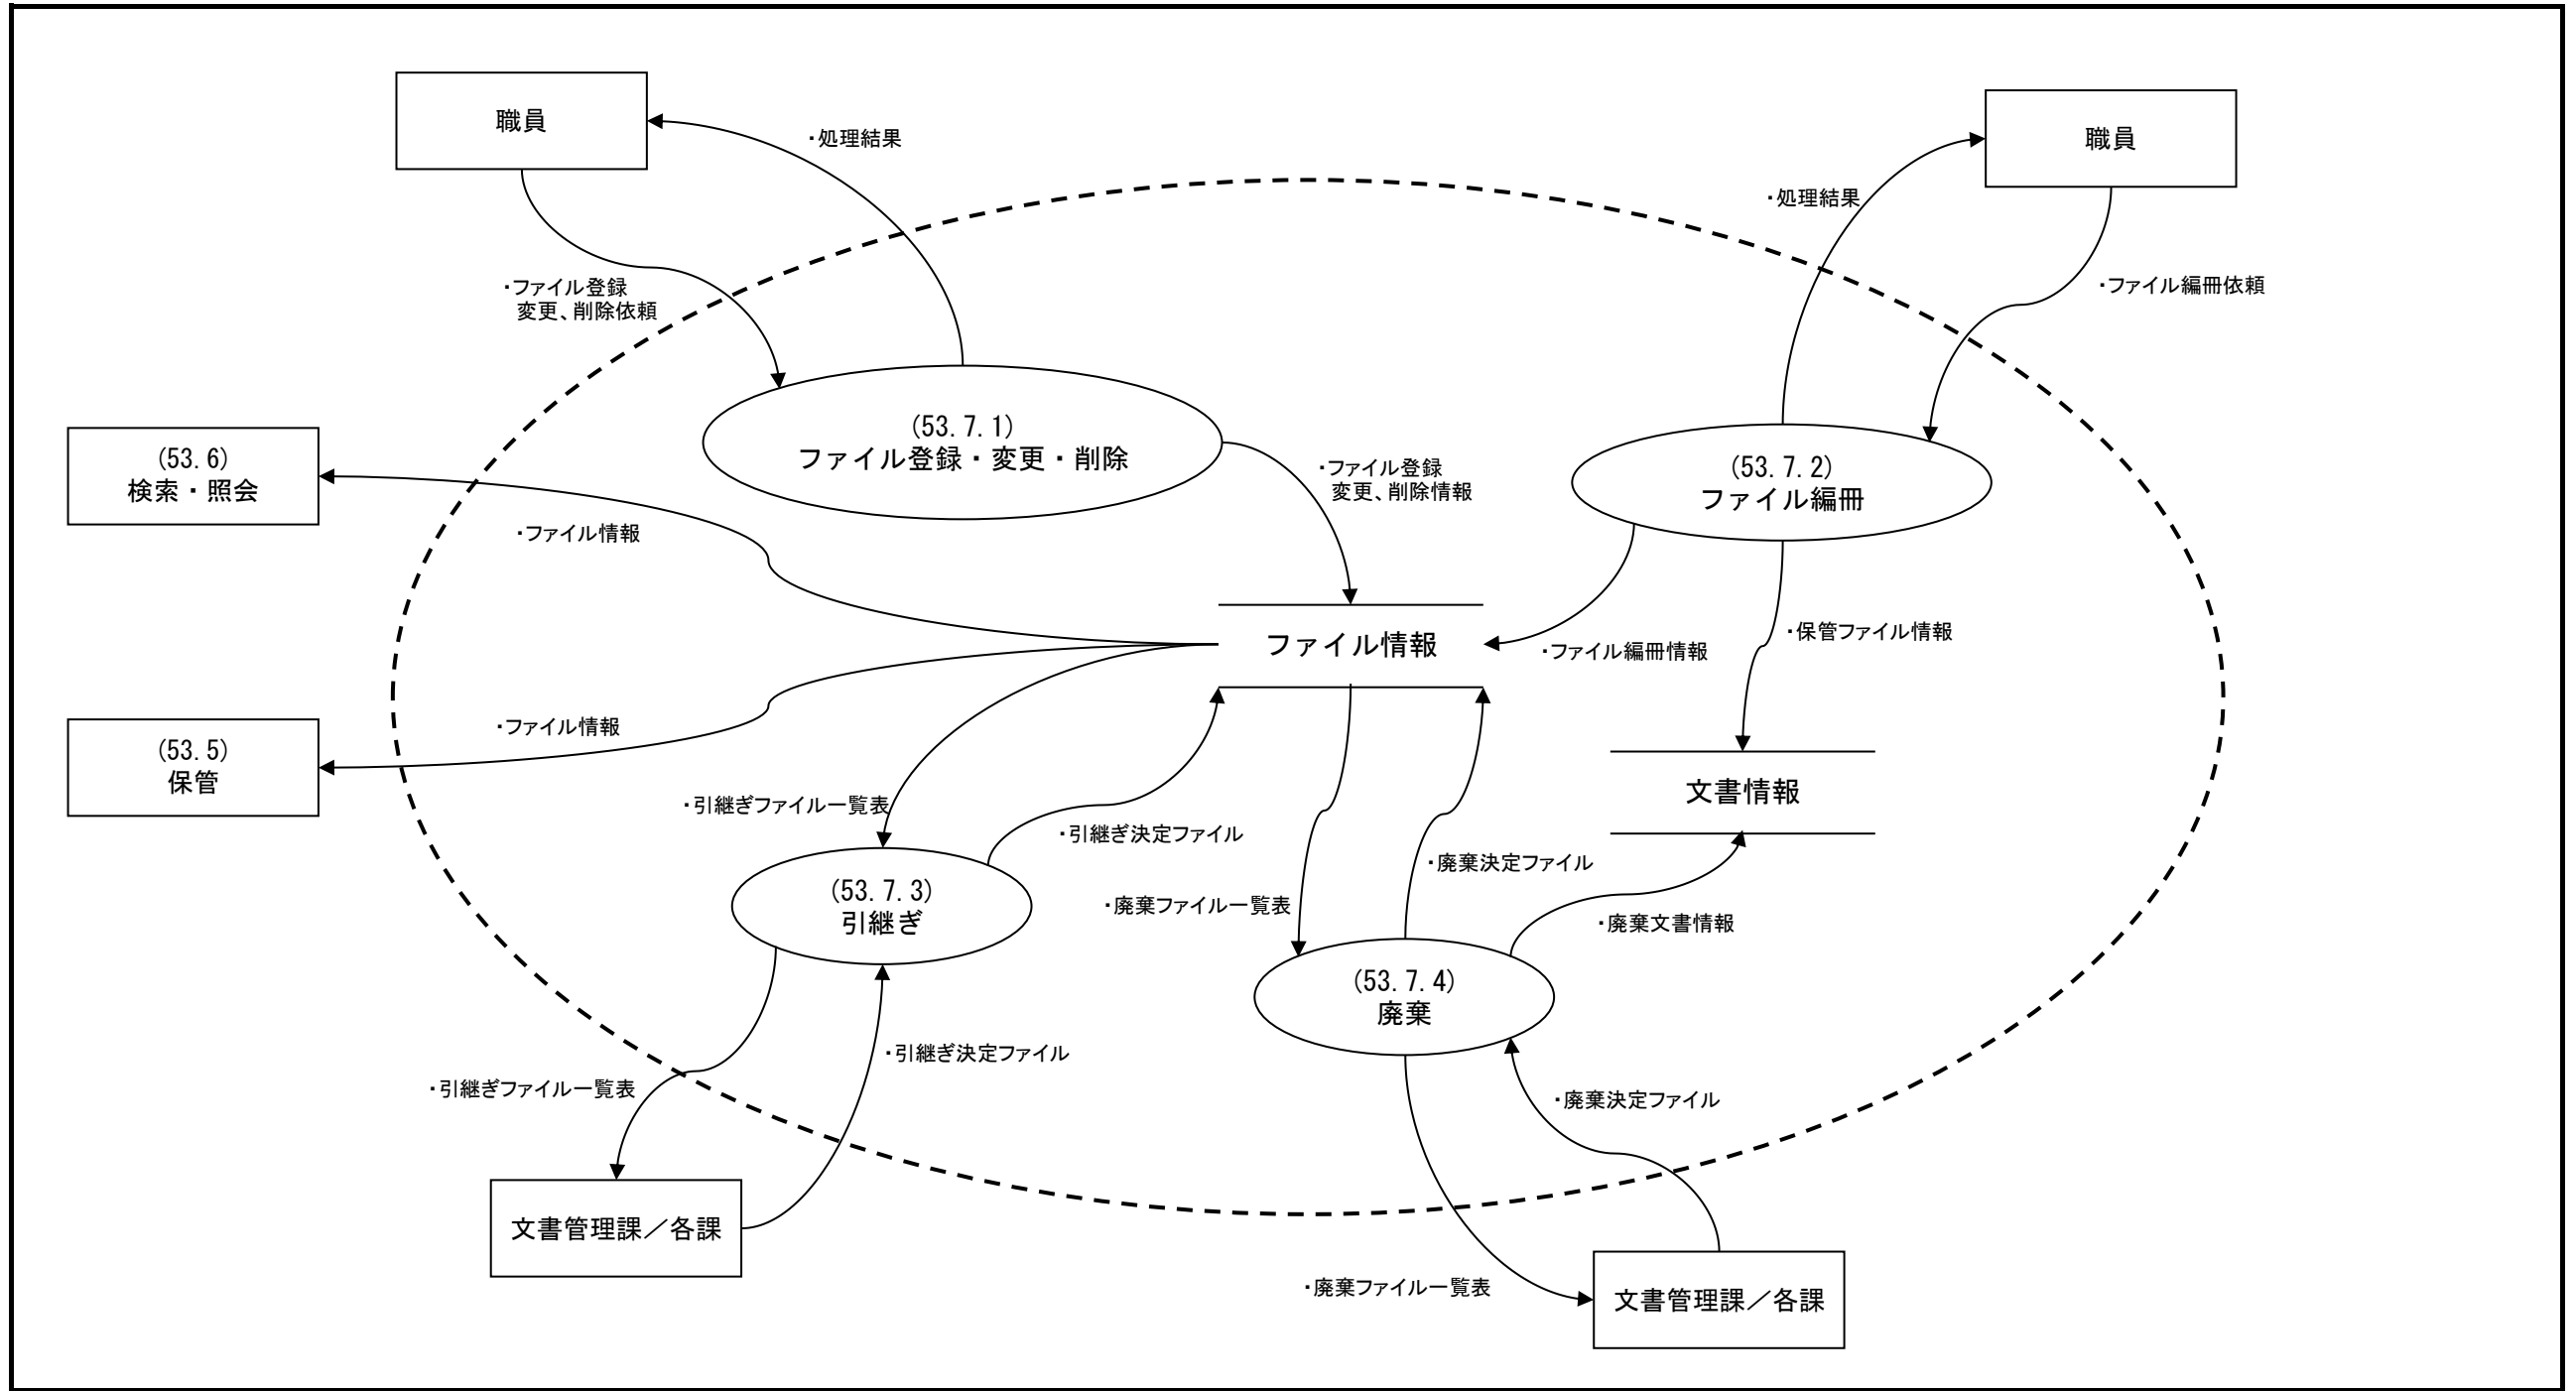 職員
・処理結果
職員
・処理結果
・ファイル登録
変更、削除依頼
・ファイル編冊依頼
(53.7.1)
ファイル登録・変更・削除
(53.6)
検索・照会
・ファイル登録
変更、削除情報
(53.7.2)
ファイル編冊
・ファイル情報
ファイル情報
・ファイル編冊情報
・保管ファイル情報
(53.5)
保管
・ファイル情報
文書情報
・引継ぎファイル一覧表
・引継ぎ決定ファイル
・廃棄決定ファイル
(53.7.3)
引継ぎ
・廃棄ファイル一覧表
・廃棄文書情報
(53.7.4)
廃棄
・引継ぎ決定ファイル
・引継ぎファイル一覧表
・廃棄決定ファイル
文書管理課／各課
・廃棄ファイル一覧表
文書管理課／各課